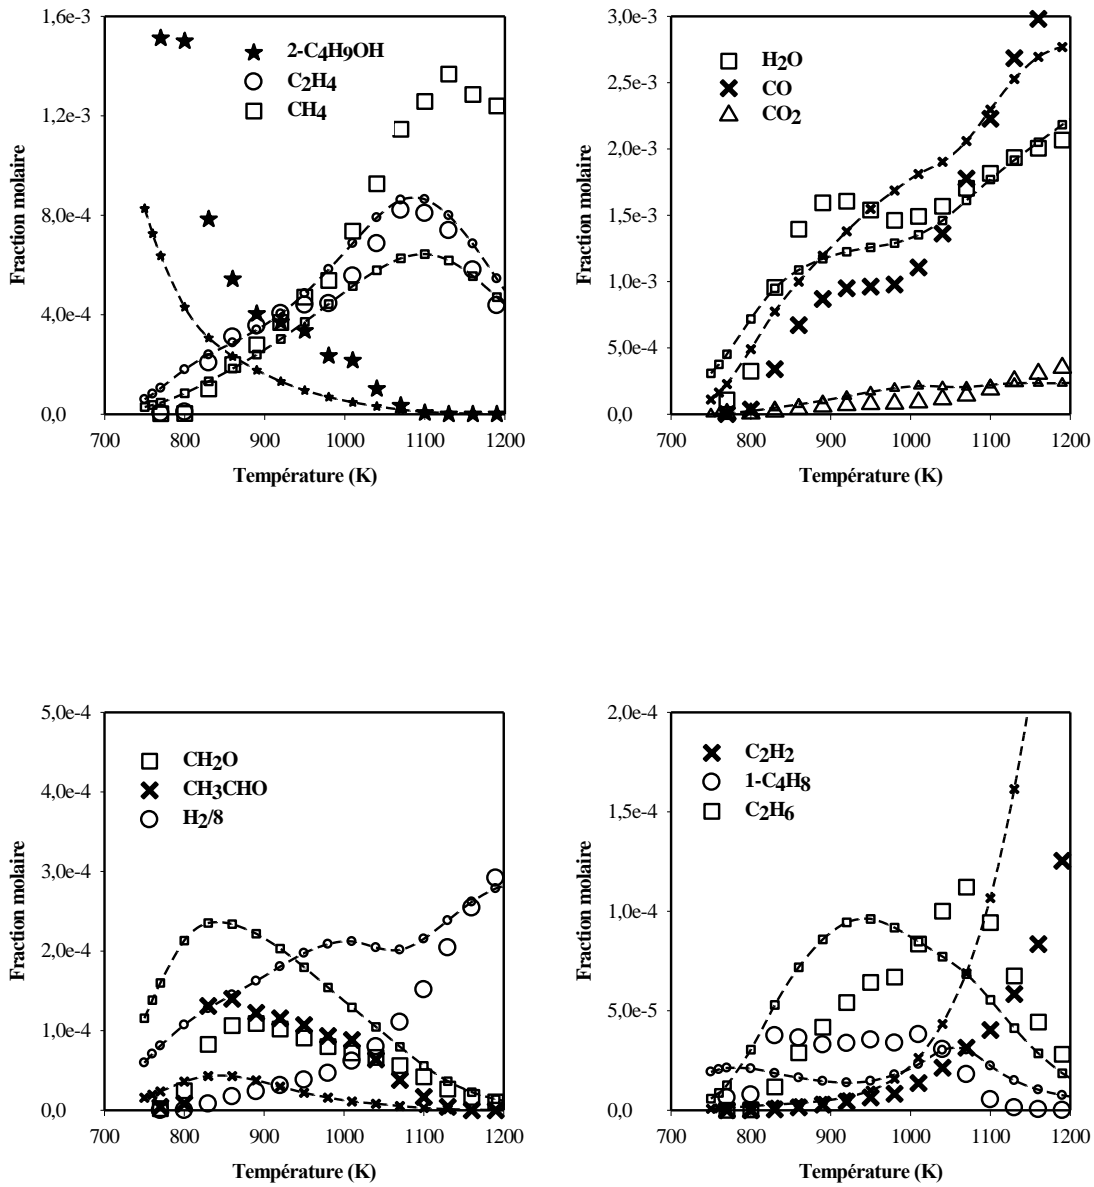 1,6e-3
1,2e-3
8,0e-4
4,0e-4
0,0
Fraction molaire
2-C4H9OH
C2H4
CH4
700 800 900 1000 1100 1200
Température (K)
3,0e-3
2,5e-3
2,0e-3
1,5e-3
1,0e-3
5,0e-4
0,0
Fraction molaire
H2O
CO
CO2
700 800 900 1000 1100 1200
Température (K)
5,0e-4
4,0e-4
3,0e-4
2,0e-4
1,0e-4
0,0
Fraction molaire
CH2O
CH3CHO
H2/8
700 800 900 1000 1100 1200
Température (K)
2,0e-4
1,5e-4
1,0e-4
5,0e-5
0,0
Fraction molaire
C2H2
1-C4H8
C2H6
700 800 900 1000 1100 1200
Température (K)